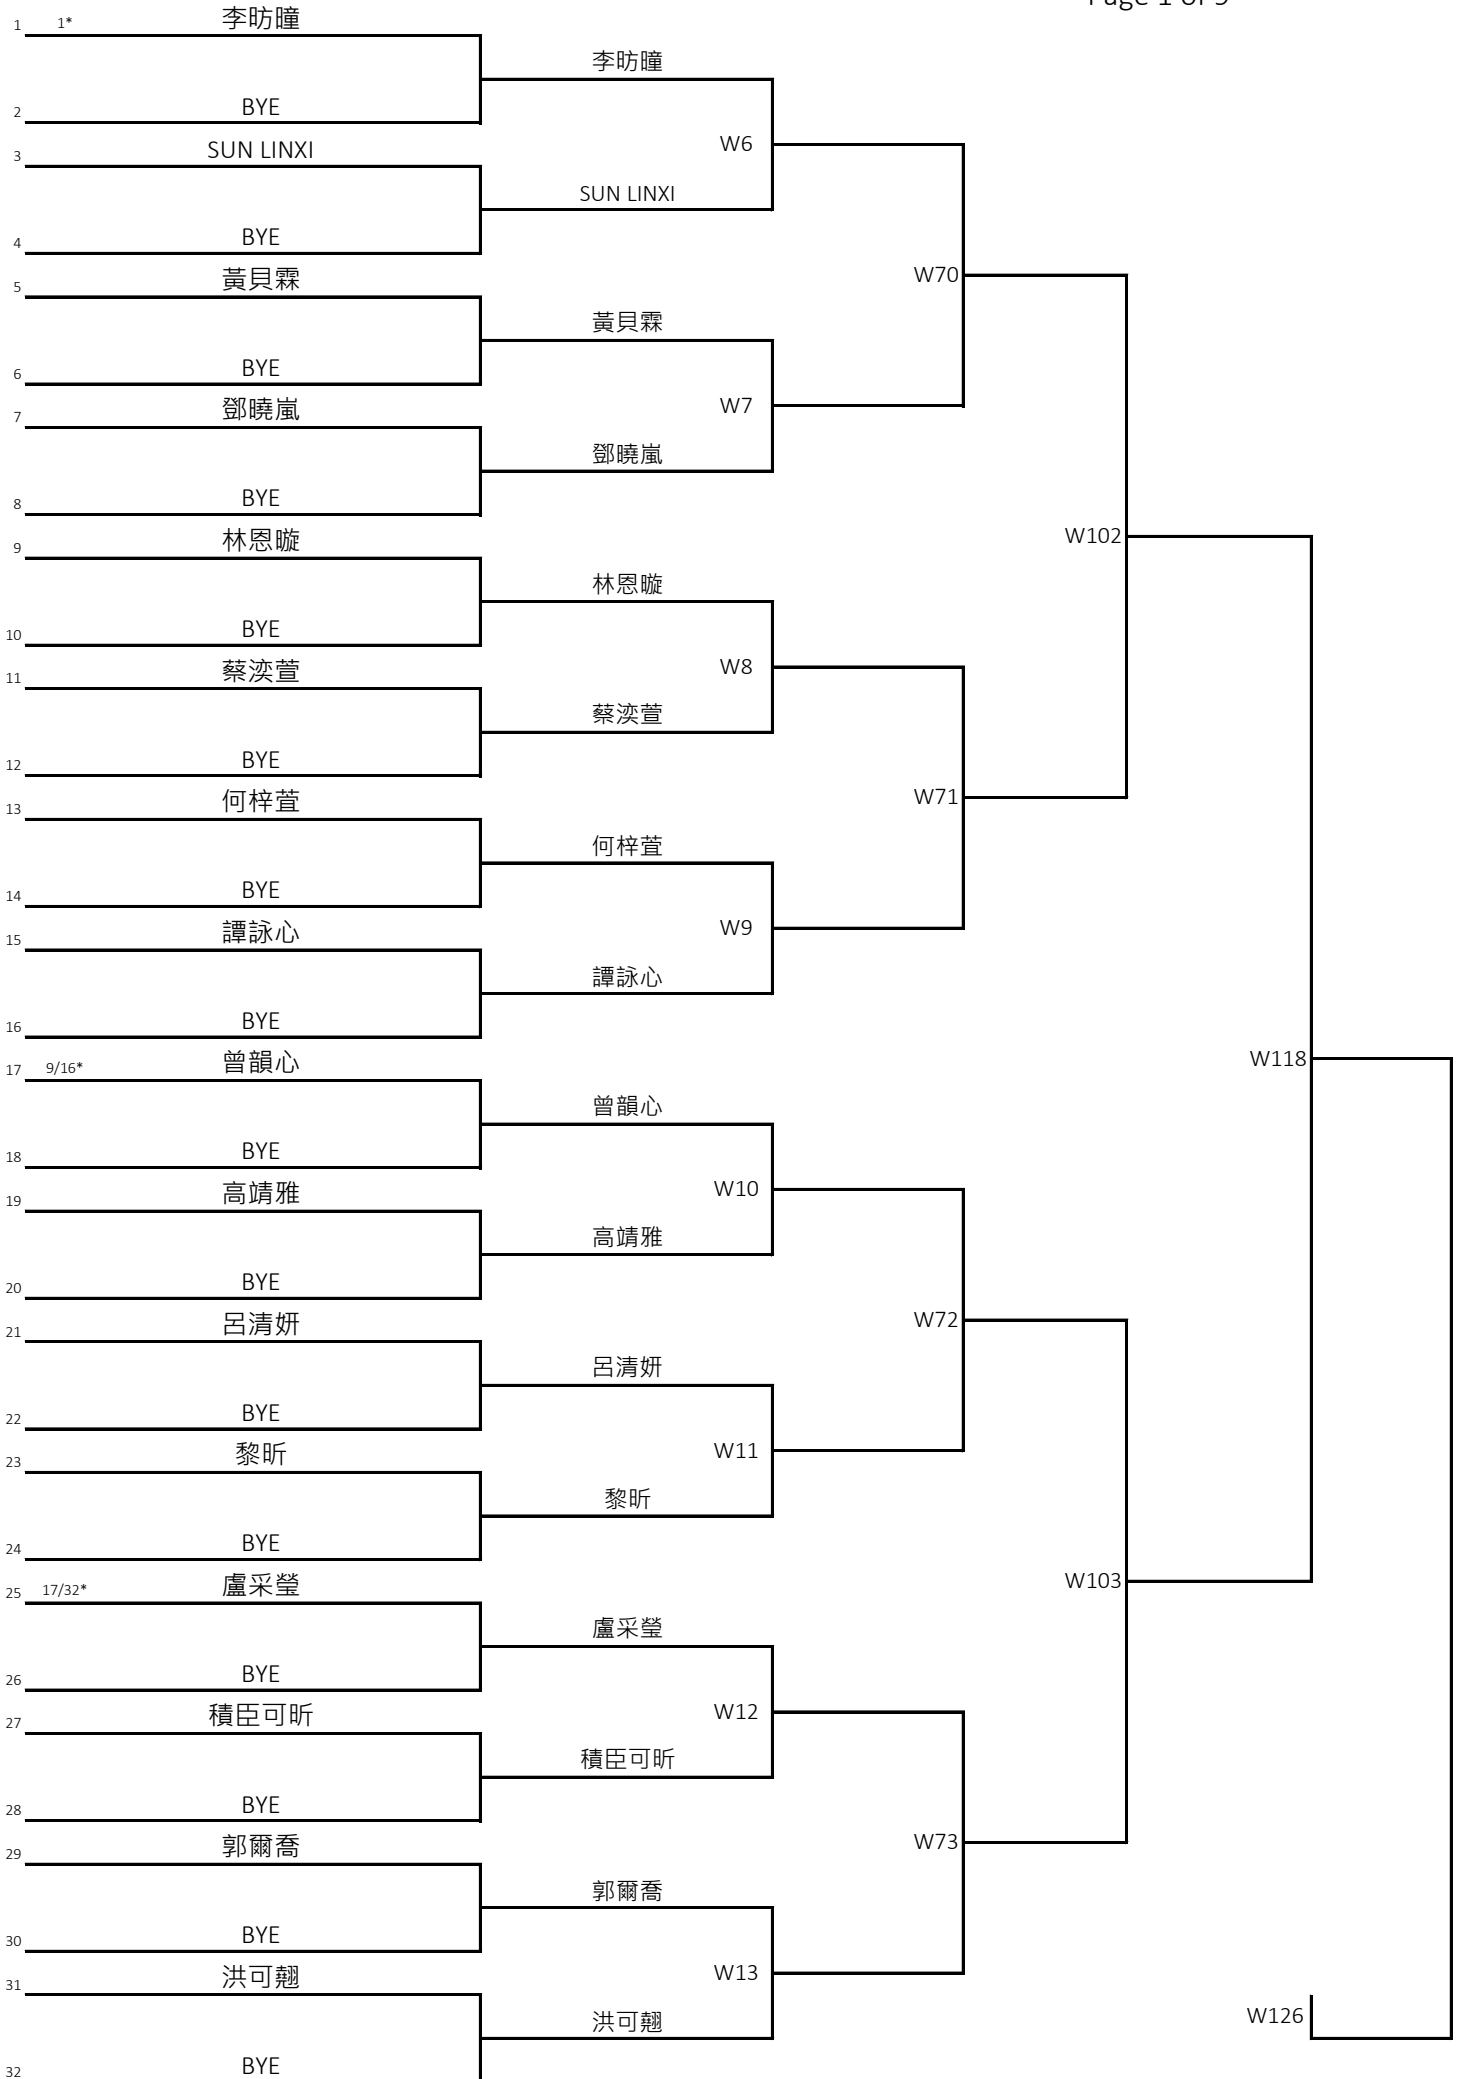 Page 1 of 9
1 1* 李昉曈
李昉曈
2 BYE
W6
3 SUN LINXI
SUN LINXI
4 BYE
5 黃貝霖
W70
黃貝霖
6 BYE
W7
7 鄧曉嵐
鄧曉嵐
8 BYE
9 林恩暶
W102
林恩暶
10 BYE
W8
11 蔡渜萱
蔡渜萱
12 BYE
13 何梓萓
W71
何梓萓
14 BYE
W9
15 譚詠心
譚詠心
16 BYE
17 9/16* 曾韻心
W118
曾韻心
18 BYE
W10
19 高靖雅
高靖雅
20 BYE
21 呂清妍
W72
呂清妍
22 BYE
W11
23 黎昕
黎昕
24 BYE
25 17/32* 盧采瑩
W103
盧采瑩
26 BYE
W12
27 積臣可昕
積臣可昕
28 BYE
29 郭爾喬
W73
郭爾喬
30 BYE
W13
31 洪可翹
洪可翹
W126
32 BYE